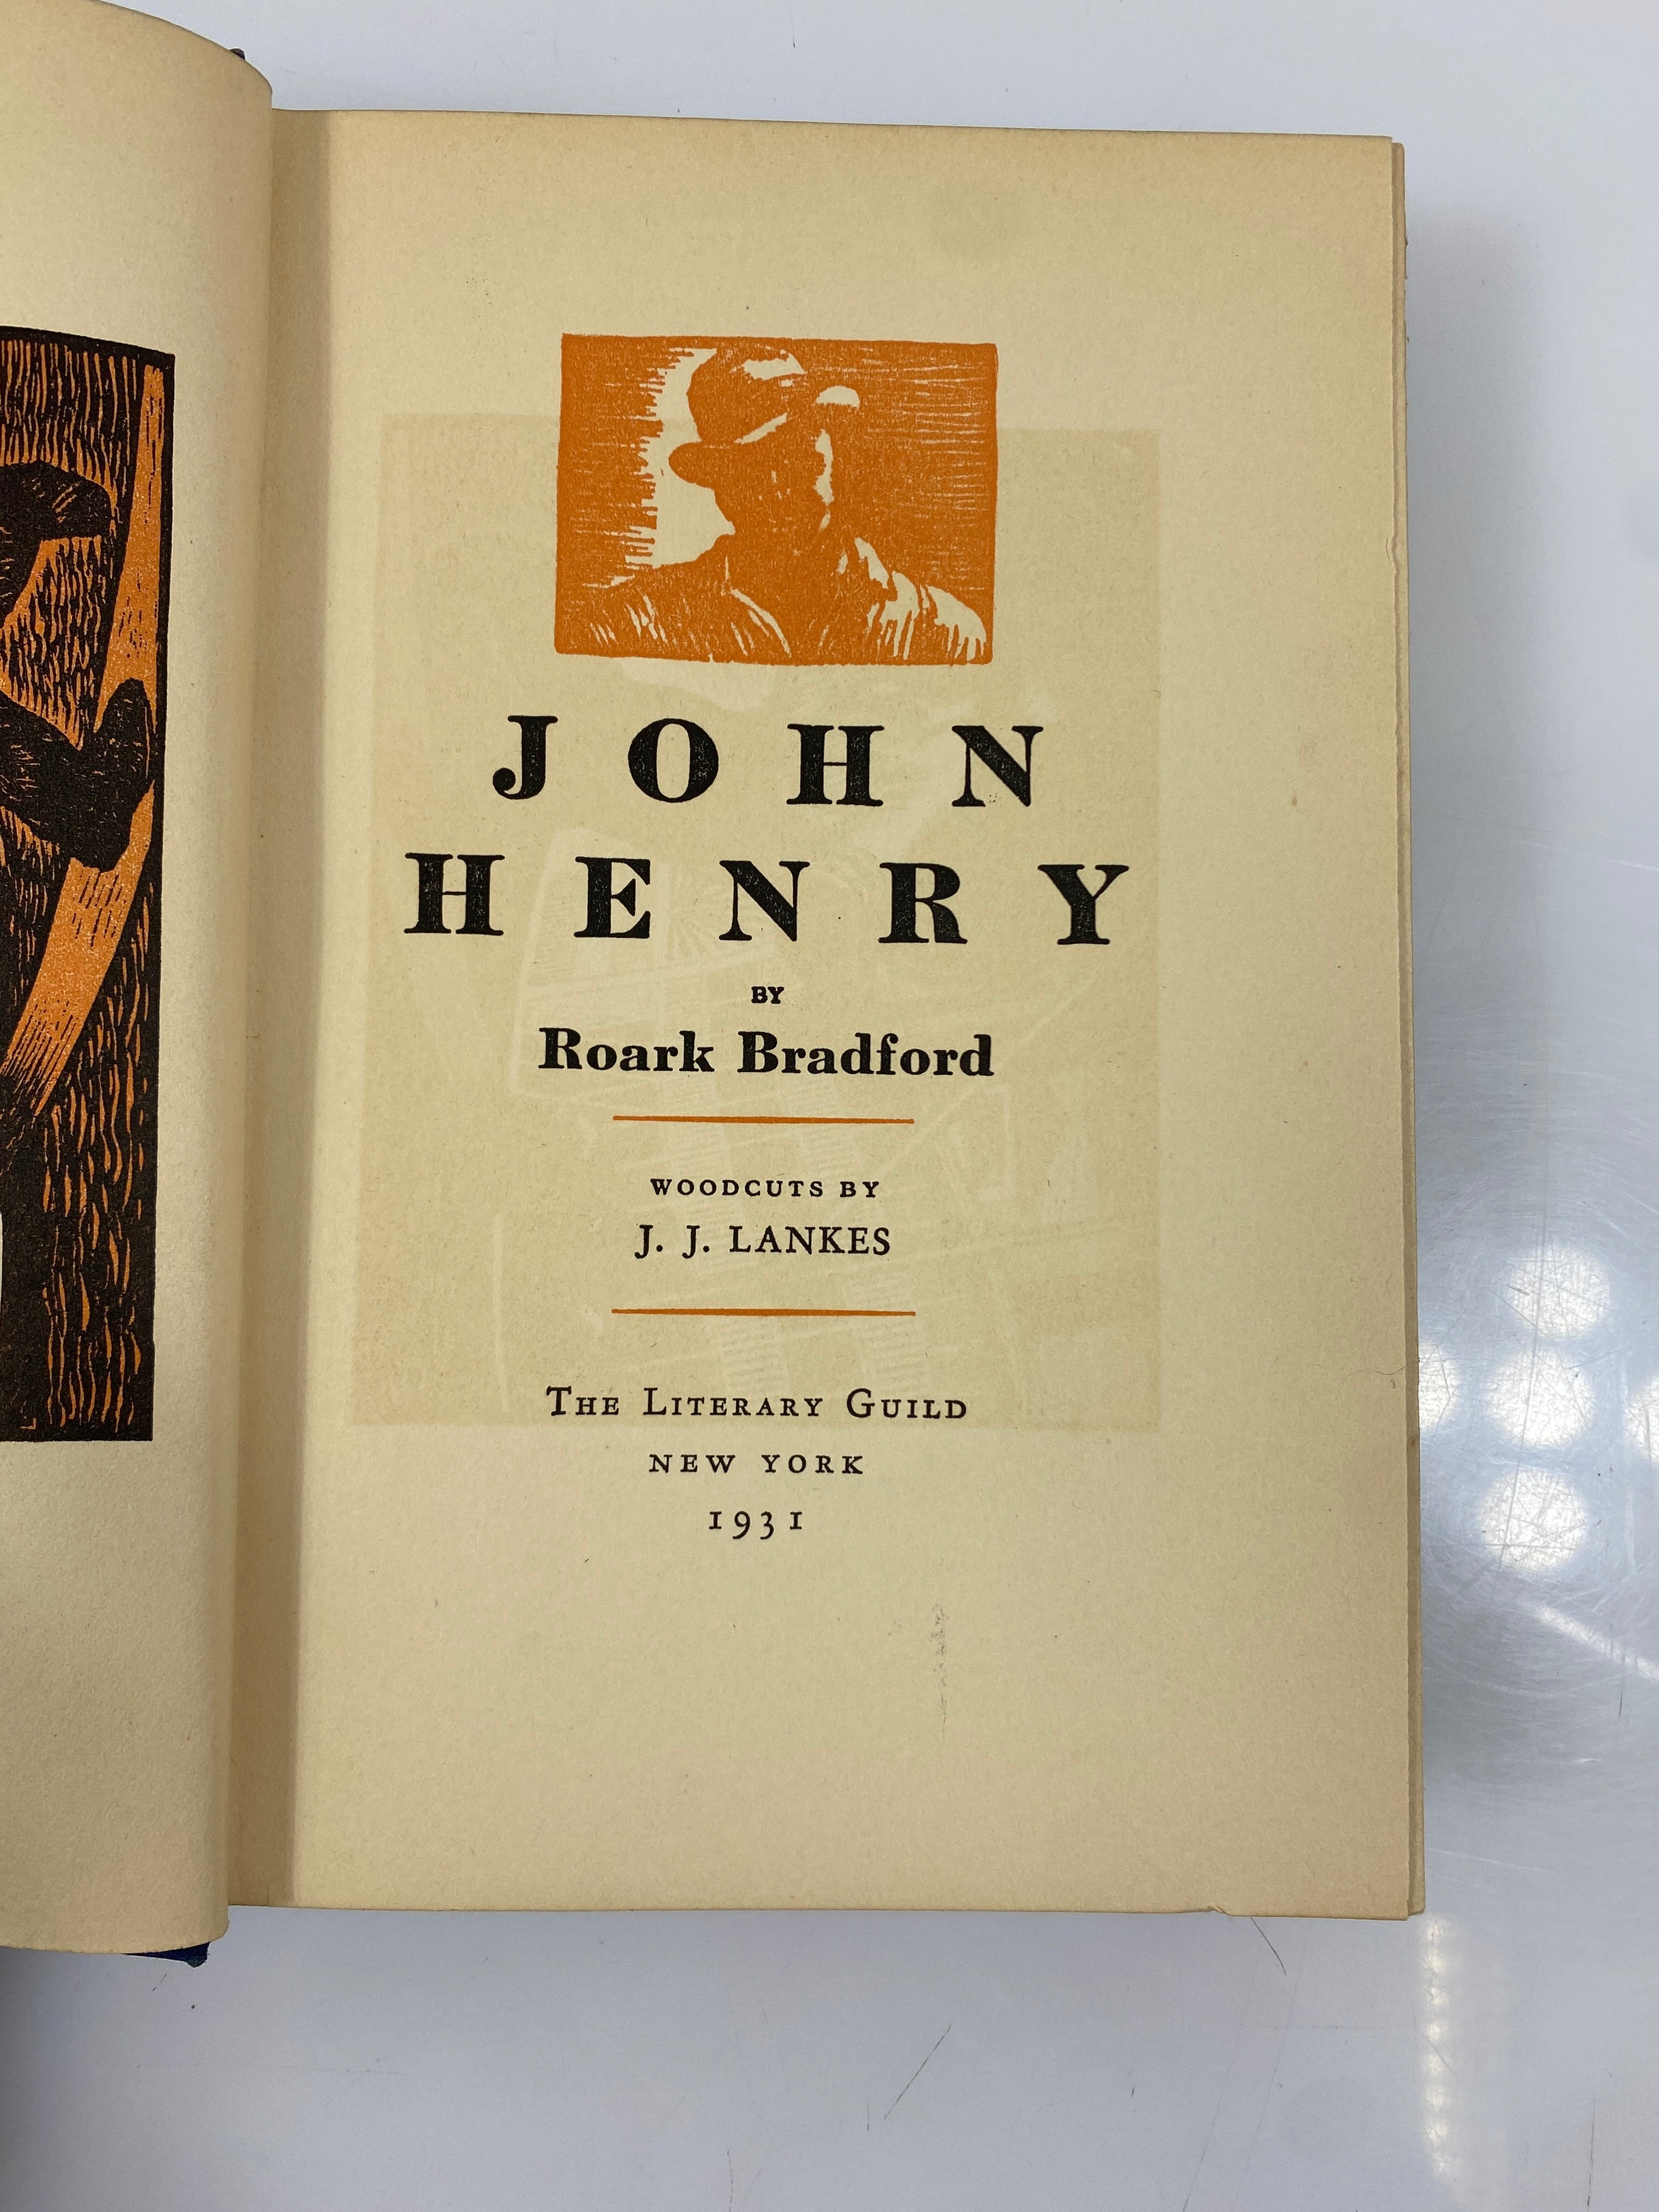 JOHN
HENRY
BY
Roark Bradford
WOODCUTS BY
J. J. LANKES
THE LITERARY GUILD
NEW YORK
1931